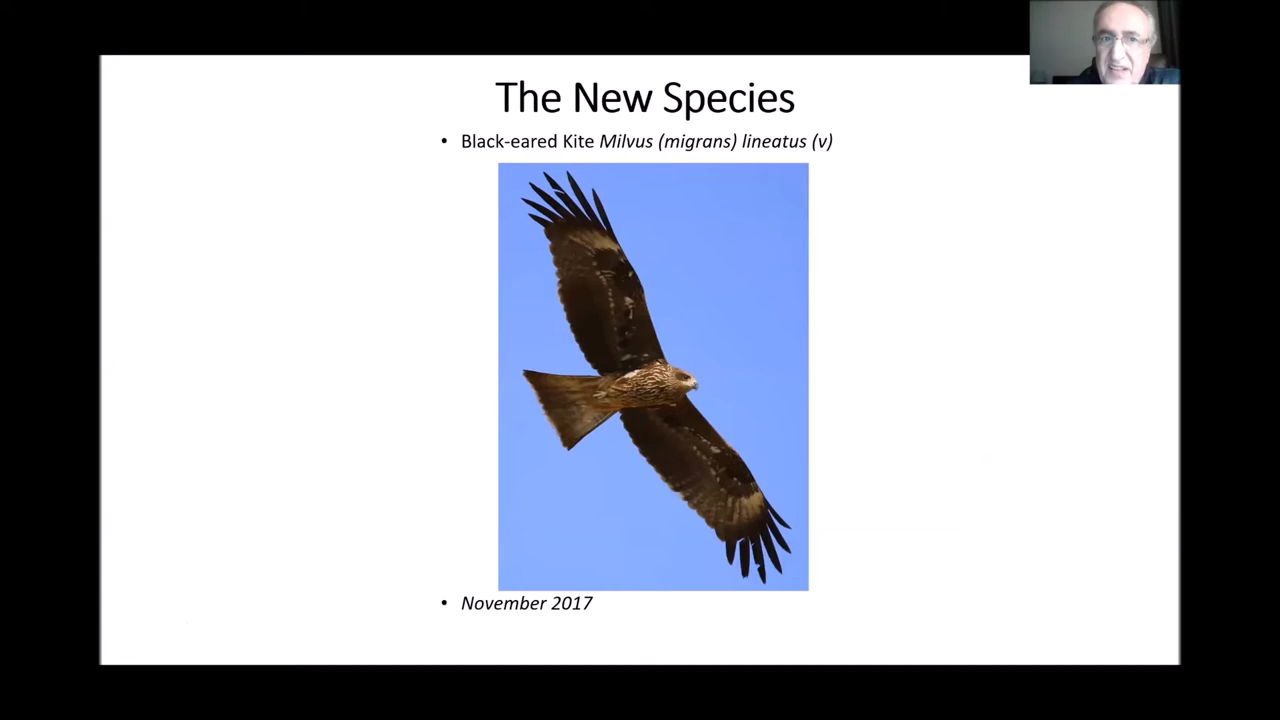 The New Species
• Black-eared Kite Milvus (migrans) lineatus (v)
• November 2017